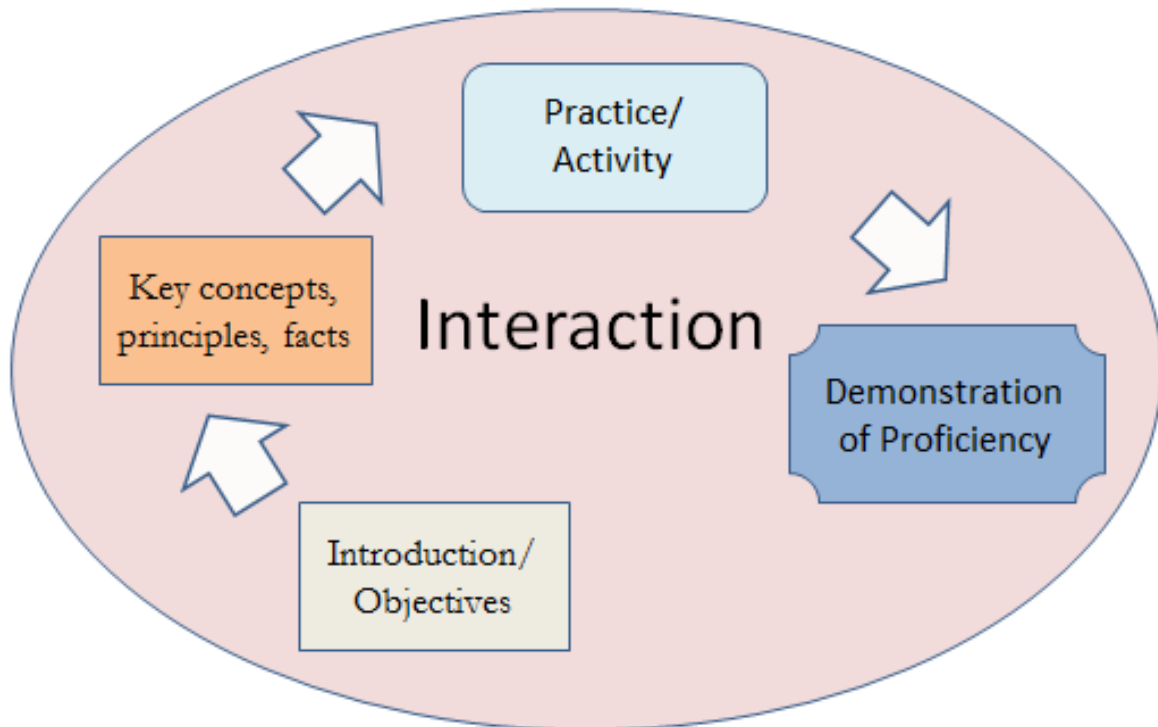 Practice/
Activity
Key concepts,
principles, facts
Interaction
Demonstration
of Proficiency
Introduction/
Objectives